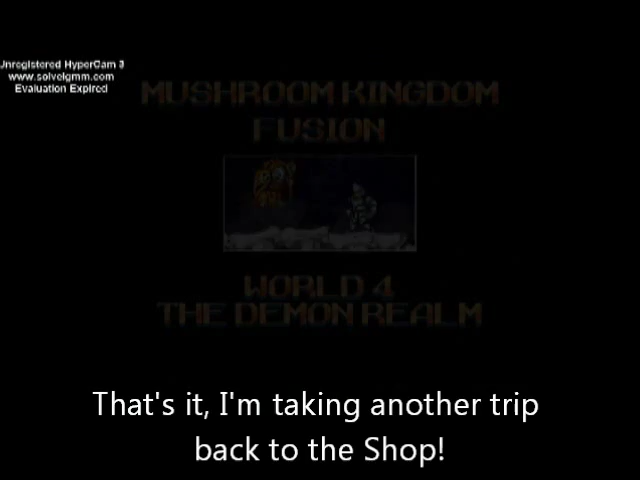 Unregistered HyperCam 3
www.solveigmm.com
Evaluation Expired
MUSHROOM KINGDOM
FUSION
WORLD 4
THE DEMON REALM
That's it, I'm taking another trip
back to the Shop!